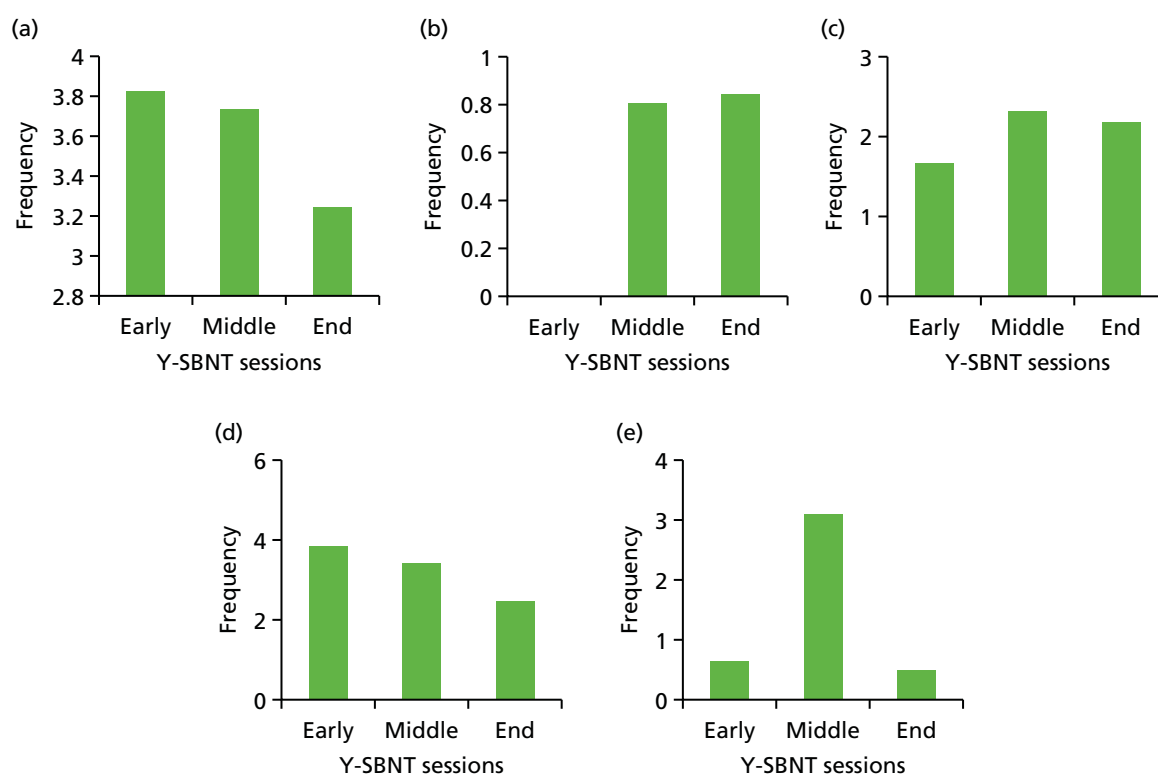 (a)
4
3.8
3.6
3.4
3.2
3
2.8
Frequency
Early Middle End
Y-SBNT sessions
(b)
1
0.8
0.6
0.4
0.2
0
Frequency
Early Middle End
Y-SBNT sessions
(c)
3
2
1
0
Frequency
Early Middle End
Y-SBNT sessions
(d)
6
4
2
0
Frequency
Early Middle End
Y-SBNT sessions
(e)
4
3
2
1
0
Frequency
Early Middle End
Y-SBNT sessions